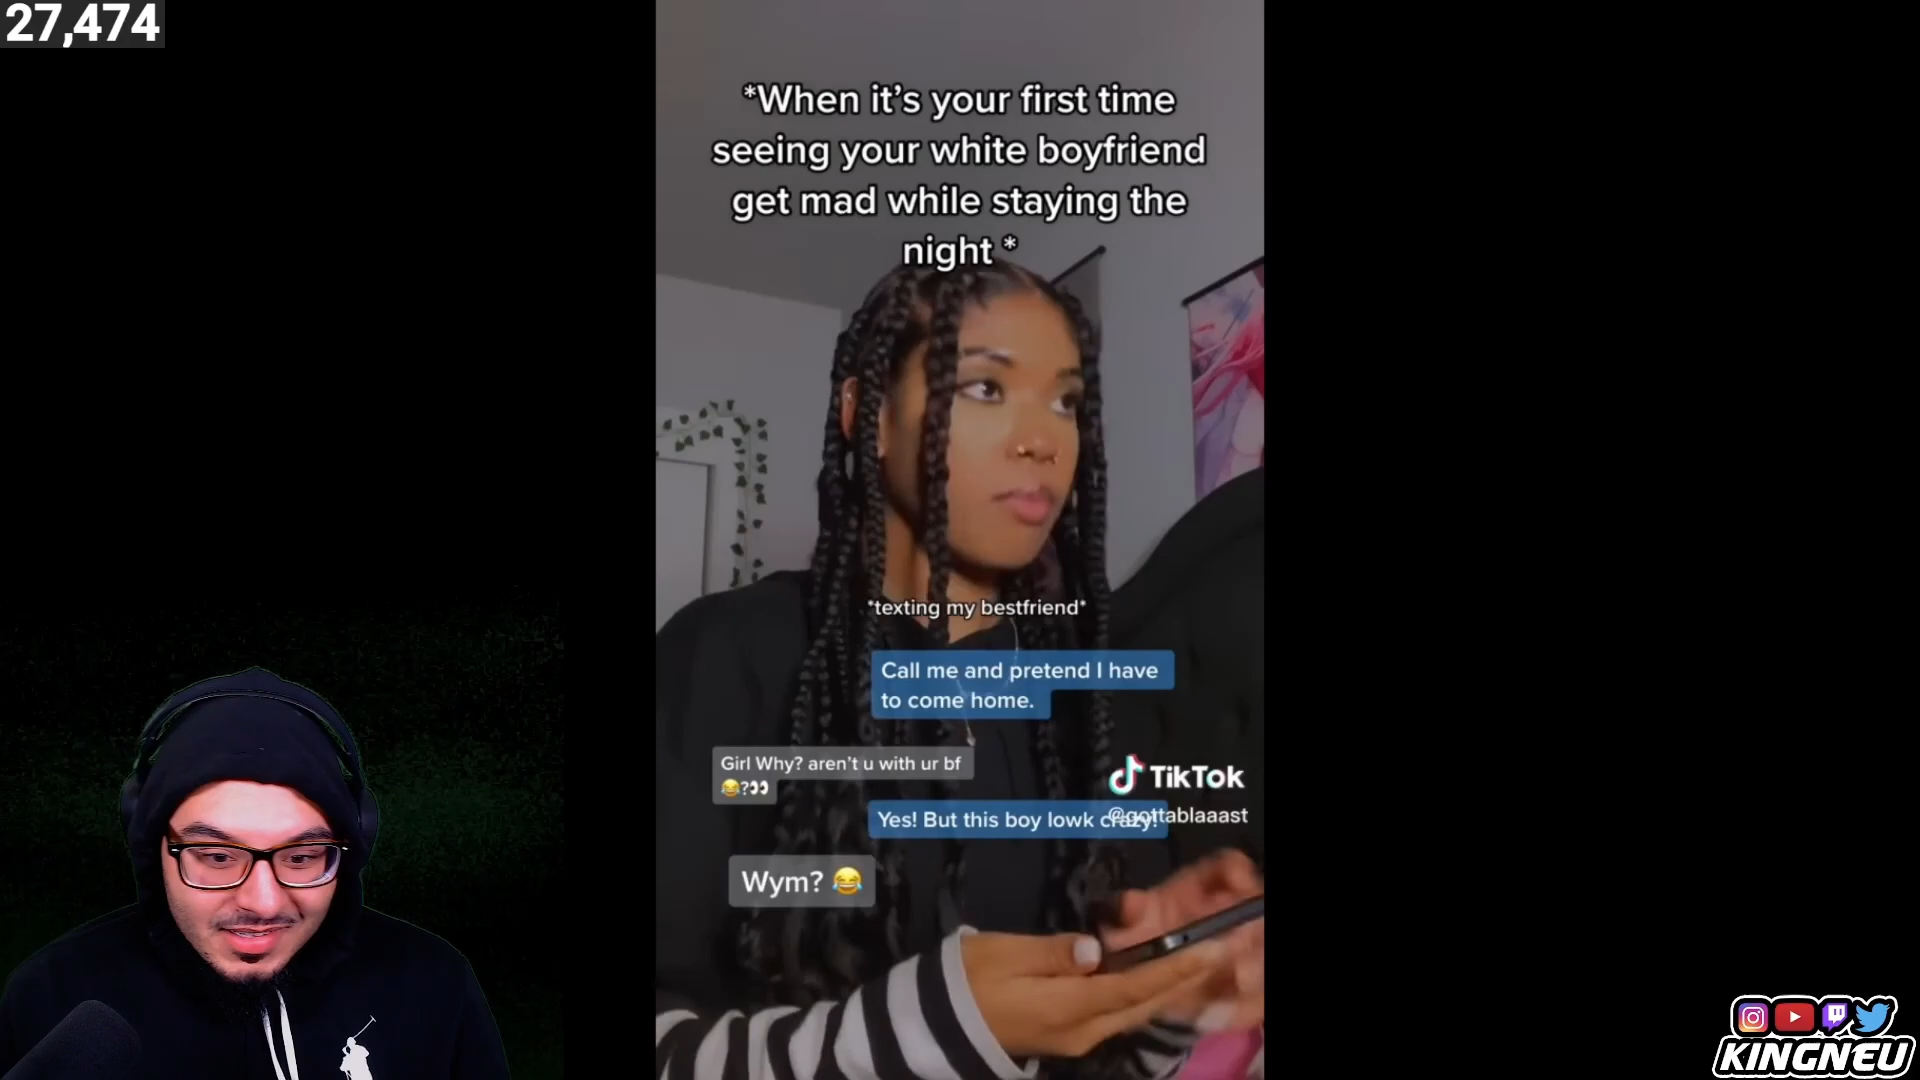 27,474
*When it's your first time
seeing your white boyfriend
get mad while staying the
night *
*texting my bestfriend*
Call me and pretend I have
to come home.
Girl Why? aren't u with ur bf
😂?👀
TikTok
@gottablaaast
Yes! But this boy lowk crazy!
Wym? 😂
KINGNEU